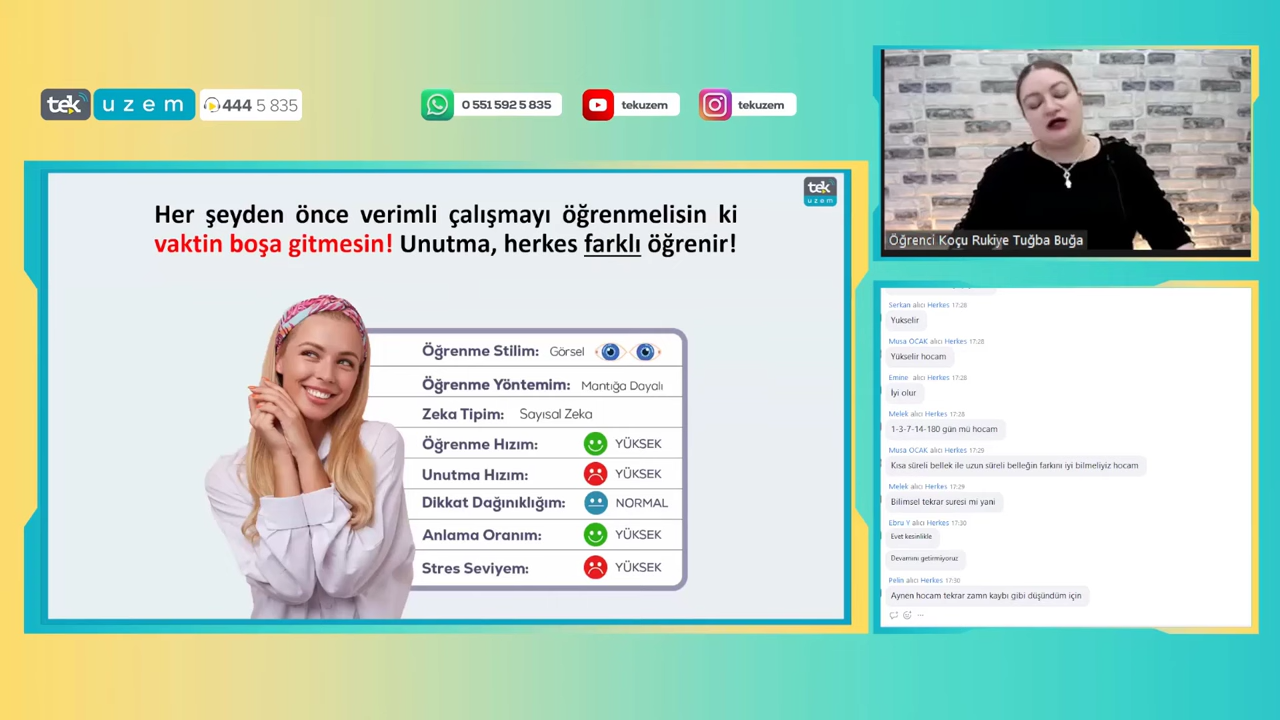 tek uzem 444 5 835
0 551 592 5 835
tekuzem
tekuzem
tek
uzem
Her şeyden önce verimli çalışmayı öğrenmelisin ki
vaktin boşa gitmesin! Unutma, herkes farklı öğrenir!
Öğrenme Stilim: Görsel
Öğrenme Yöntemim: Mantığa Dayalı
Zeka Tipim: Sayısal Zeka
Öğrenme Hızım: YÜKSEK
Unutma Hızım: YÜKSEK
Dikkat Dağınıklığım: NORMAL
Anlama Oranım: YÜKSEK
Stres Seviyem: YÜKSEK
Öğrenci Koçu Rukiye Tuğba Buğa
Serkan alıcı Herkes 17:28
Yukselir
Musa OCAK alıcı Herkes 17:28
Yükselir hocam
Emine alıcı Herkes 17:28
İyi olur
Melek alıcı Herkes 17:28
1-3-7-14-180 gün mü hocam
Musa OCAK alıcı Herkes 17:29
Kısa süreli bellek ile uzun süreli belleğin farkını iyi bilmeliyiz hocam
Melek alıcı Herkes 17:29
Bilimsel tekrar suresi mi yani
Ebru Y alıcı Herkes 17:30
Evet kesinlikle
Devamını getirmiyoruz
Pelin alıcı Herkes 17:30
Aynen hocam tekrar zamn kaybı gibi düşündüm için